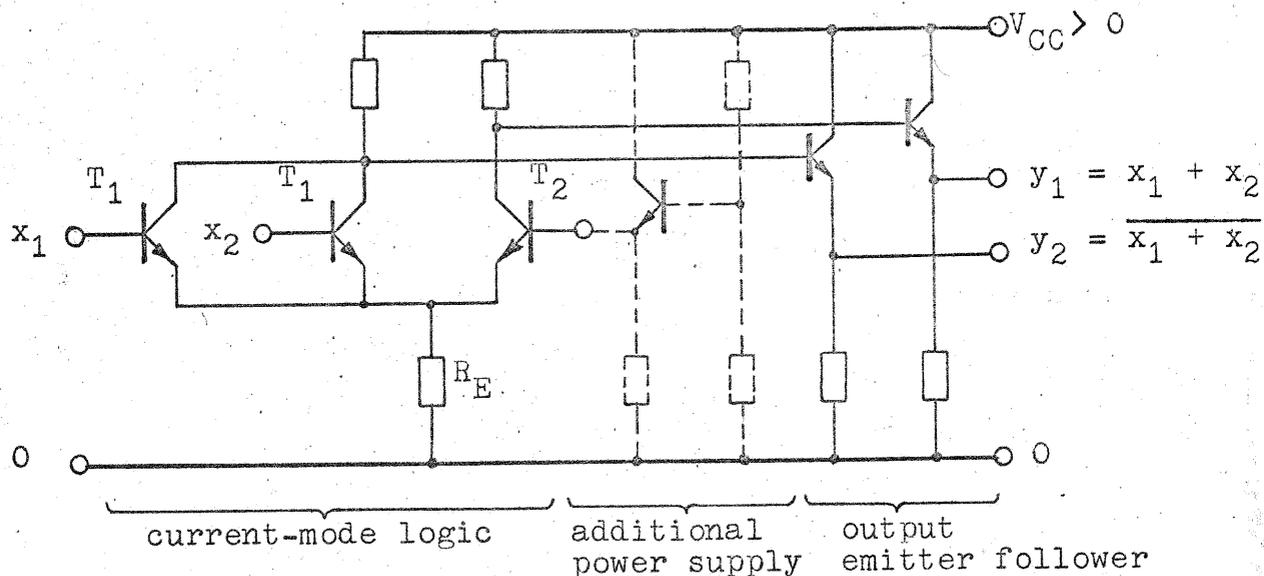 V_CC > 0
T_1
T_1
T_2
x_1
x_2
y_1 = x_1 + x_2
y_2 = \overline{x_1 + x_2}
R_E
0
0
current-mode logic
additional
power supply
output
emitter follower